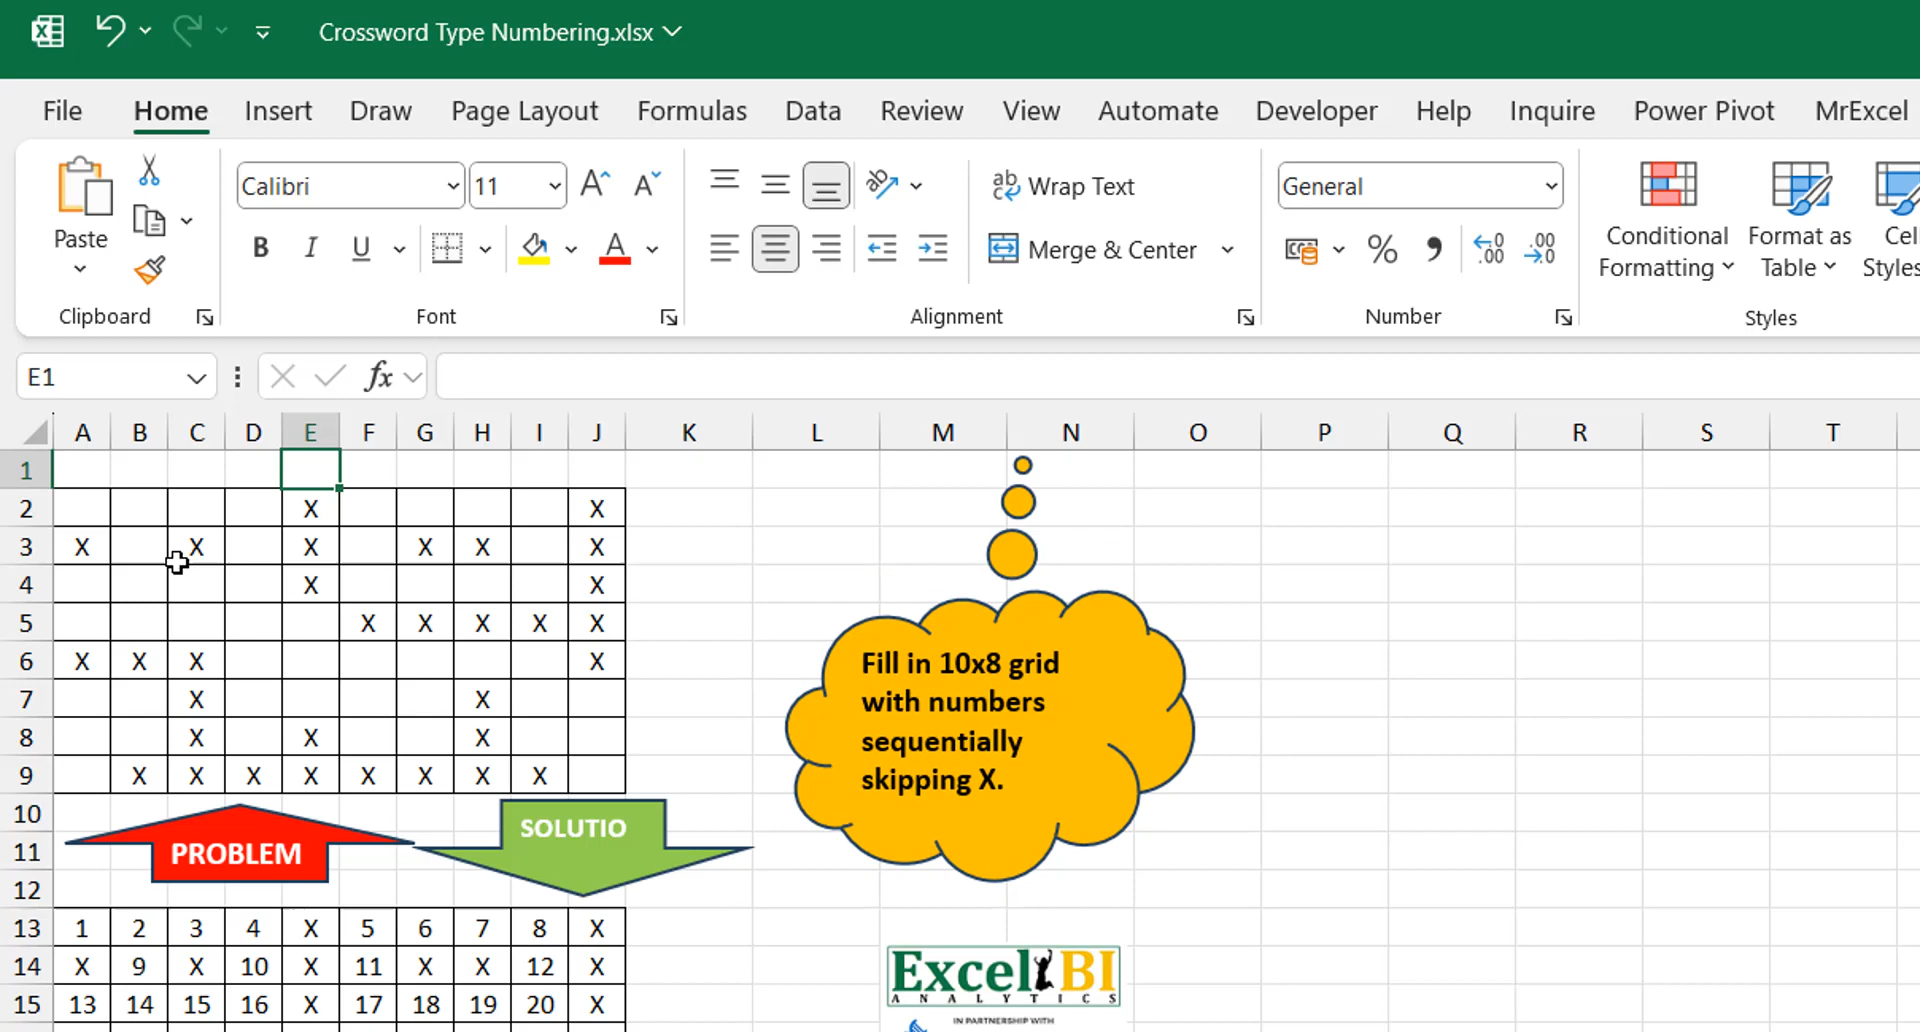 Crossword Type Numbering.xlsx
File Home Insert Draw Page Layout Formulas Data Review View Automate Developer Help Inquire Power Pivot MrExcel
Calibri 11 Wrap Text General
Paste B I U A Merge & Center % Conditional Formatting Format as Table Cell Styles
Clipboard Font Alignment Number Styles
E1 fx
A B C D E F G H I J K L M N O P Q R S T
1
2 X X
3 X X X X X X
4 X X
5 X X X X X
6 X X X X
7 X X
8 X X X
9 X X X X X X X X
10
11
12
13 1 2 3 4 X 5 6 7 8 X
14 X 9 X 10 X 11 X X 12 X
15 13 14 15 16 X 17 18 19 20 X
PROBLEM
SOLUTIO
Fill in 10x8 grid
with numbers
sequentially
skipping X.
Excel BI
ANALYTICS
IN PARTNERSHIP WITH